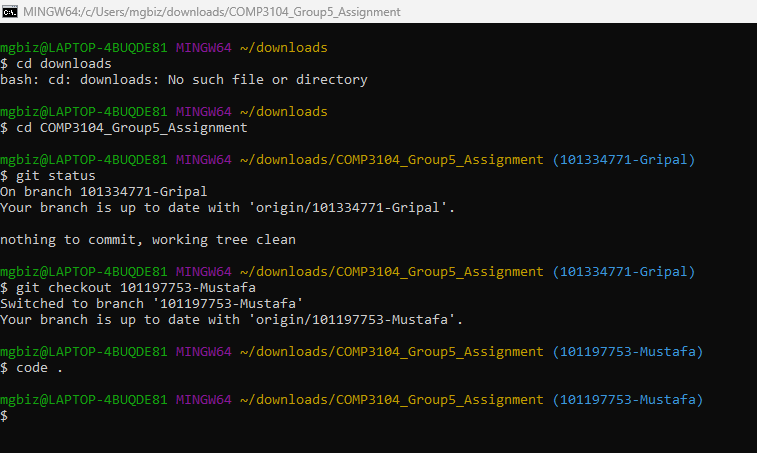 MINGW64:/c/Users/mgbiz/downloads/COMP3104_Group5_Assignment
mgbiz@LAPTOP-4BUQDE81 MINGW64 ~/downloads
$ cd downloads
bash: cd: downloads: No such file or directory
mgbiz@LAPTOP-4BUQDE81 MINGW64 ~/downloads
$ cd COMP3104_Group5_Assignment
mgbiz@LAPTOP-4BUQDE81 MINGW64 ~/downloads/COMP3104_Group5_Assignment (101334771-Gripal)
$ git status
On branch 101334771-Gripal
Your branch is up to date with 'origin/101334771-Gripal'.
nothing to commit, working tree clean
mgbiz@LAPTOP-4BUQDE81 MINGW64 ~/downloads/COMP3104_Group5_Assignment (101334771-Gripal)
$ git checkout 101197753-Mustafa
Switched to branch '101197753-Mustafa'
Your branch is up to date with 'origin/101197753-Mustafa'.
mgbiz@LAPTOP-4BUQDE81 MINGW64 ~/downloads/COMP3104_Group5_Assignment (101197753-Mustafa)
$ code .
mgbiz@LAPTOP-4BUQDE81 MINGW64 ~/downloads/COMP3104_Group5_Assignment (101197753-Mustafa)
$